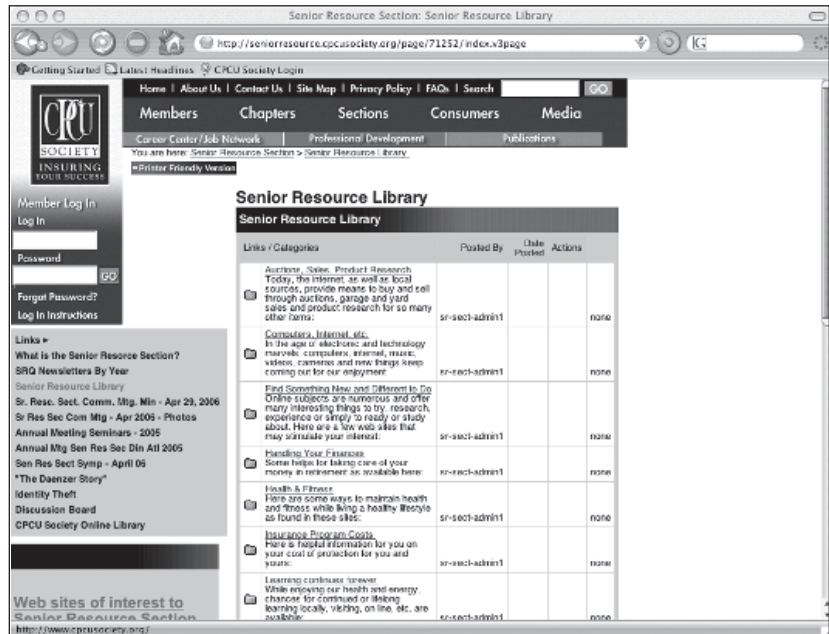 Senior Resource Section: Senior Resource Library
http://seniorresource.cpcusociety.org/page/71252/index.v3page
G
Getting Started Latest Headlines CPCU Society Login
Home | About Us | Contact Us | Site Map | Privacy Policy | FAQs | Search GO
Members Chapters Sections Consumers Media
Career Center/Job Network Professional Development Publications
You are here: Senior Resource Section > Senior Resource Library
Printer Friendly Version
CPCU
SOCIETY
INSURING
YOUR SUCCESS
Member Log In
Log In
Password
GO
Forgot Password?
Log In Instructions
Links
What is the Senior Resorce Section?
SRQ Newsletters By Year
Senior Resource Library
Sr. Resc. Sect. Comm. Mtg. Min - Apr 29, 2006
Sr Res Sec Com Mtg - Apr 2006 - Photos
Annual Meeting Seminars - 2005
Annual Mtg Sen Res Sec Din Atl 2005
Sen Res Sect Symp - April 06
"The Daenzer Story"
Identity Theft
Discussion Board
CPCU Society Online Library
Web sites of interest to
Senior Resource Section
Senior Resource Library
Senior Resource Library
Links / Categories Posted By Date Posted Actions
Auctions, Sales, Product Research
Today, the internet, as well as local
sources, provide means to buy and sell
through auctions, garage and yard
sales and product research for so many
other items: sr-sect-admin1 none
Computers, Internet, etc.
In the age of electronic and technology
marvels, computers, internet, music,
videos, cameras and new things keep
coming out for our enjoyment: sr-sect-admin1 none
Find Something New and Different to Do
Online subjects are numerous and offer
many interesting things to try, research,
experience or simply to ready or study
about. Here are a few web sites that
may stimulate your interest: sr-sect-admin1 none
Handling Your Finances
Some helps for taking care of your
money in retirement as available here: sr-sect-admin1 none
Health & Fitness
Here are some ways to maintain health
and fitness while living a healthy lifestyle
as found in these sites: sr-sect-admin1 none
Insurance Program Costs
Here is helpful information for you on
your cost of protection for you and
yours: sr-sect-admin1 none
Learning continues forever
While enjoying our health and energy,
chances for continued or lifelong
learning locally, visiting, on line, etc. are
available: sr-sect-admin1 none
http://www.cpcusociety.org/